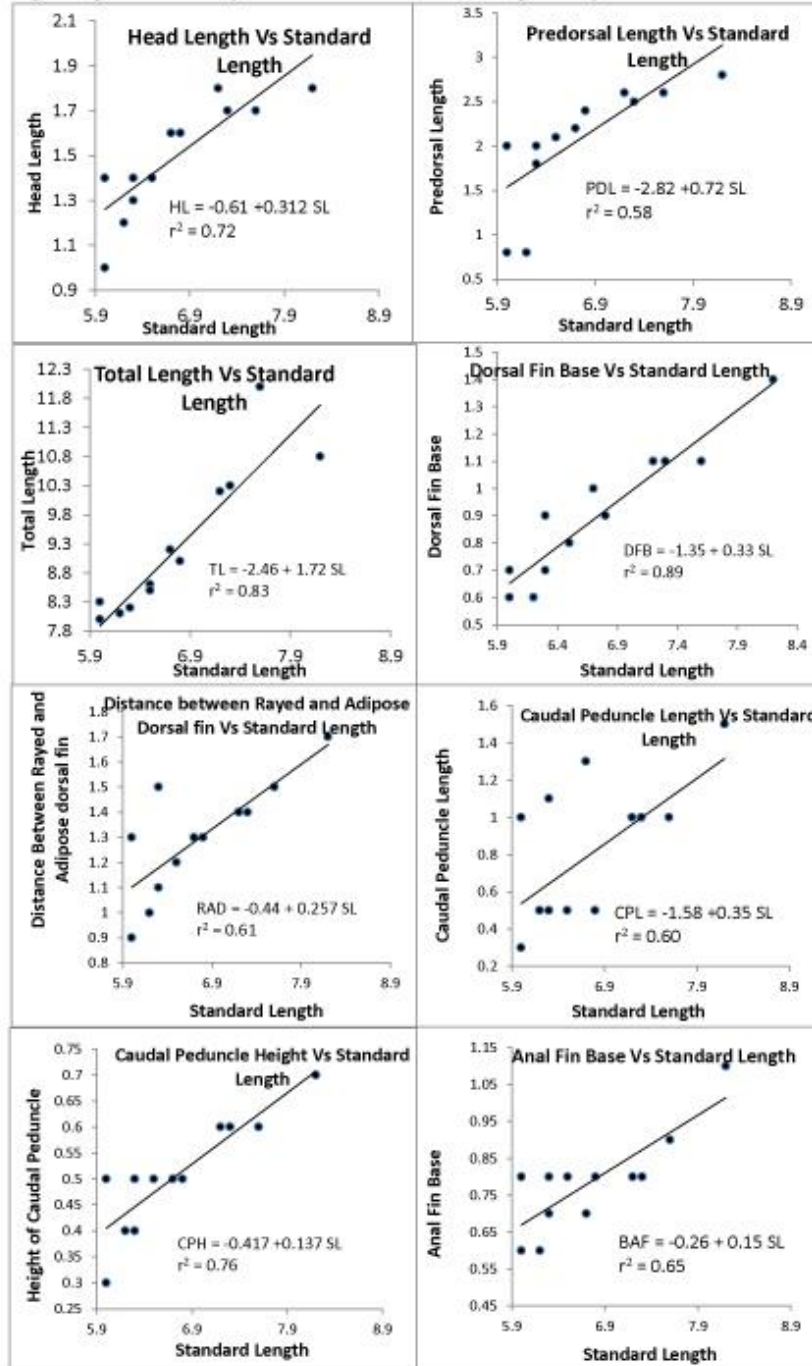 Head Length Vs Standard
Length
2.1
1.9
1.7
1.5
1.3
1.1
0.9
Head Length
HL = -0.61 +0.312 SL
r² = 0.72
5.9 6.9 7.9 8.9
Standard Length
Predorsal Length Vs Standard
Length
3.5
3
2.5
2
1.5
1
0.5
Predorsal Length
PDL = -2.82 +0.72 SL
r² = 0.58
5.9 6.9 7.9 8.9
Standard Length
Total Length Vs Standard
Length
12.3
11.8
11.3
10.8
10.3
9.8
9.3
8.8
8.3
7.8
Total Length
TL = -2.46 + 1.72 SL
r² = 0.83
5.9 6.9 7.9 8.9
Standard Length
Dorsal Fin Base Vs Standard Length
1.5
1.4
1.3
1.2
1.1
1
0.9
0.8
0.7
0.6
0.5
Dorsal Fin Base
DFB = -1.35 + 0.33 SL
r² = 0.89
5.9 6.4 6.9 7.4 7.9 8.4
Standard Length
Distance between Rayed and Adipose
Dorsal fin Vs Standard Length
1.8
1.7
1.6
1.5
1.4
1.3
1.2
1.1
1
0.9
0.8
Distance Between Rayed and
Adipose dorsal fin
RAD = -0.44 + 0.257 SL
r² = 0.61
5.9 6.9 7.9 8.9
Standard Length
Caudal Peduncle Length Vs Standard
Length
1.6
1.4
1.2
1
0.8
0.6
0.4
0.2
Caudal Peduncle Length
CPL = -1.58 +0.35 SL
r² = 0.60
5.9 6.9 7.9 8.9
Standard Length
Caudal Peduncle Height Vs Standard
Length
0.75
0.7
0.65
0.6
0.55
0.5
0.45
0.4
0.35
0.3
0.25
Height of Caudal Peduncle
CPH = -0.417 +0.137 SL
r² = 0.76
5.9 6.9 7.9 8.9
Standard Length
Anal Fin Base Vs Standard Length
1.15
1.05
0.95
0.85
0.75
0.65
0.55
0.45
Anal Fin Base
BAF = -0.26 + 0.15 SL
r² = 0.65
5.9 6.9 7.9 8.9
Standard Length